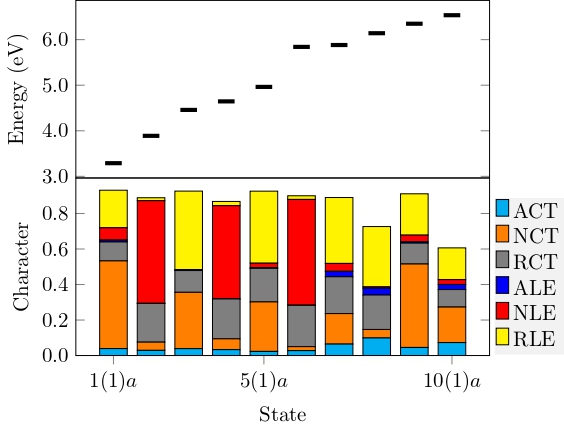 Energy (eV)
6.0
5.0
4.0
3.0
Character
0.8
0.6
0.4
0.2
0.0
1(1)a
5(1)a
10(1)a
State
ACT
NCT
RCT
ALE
NLE
RLE